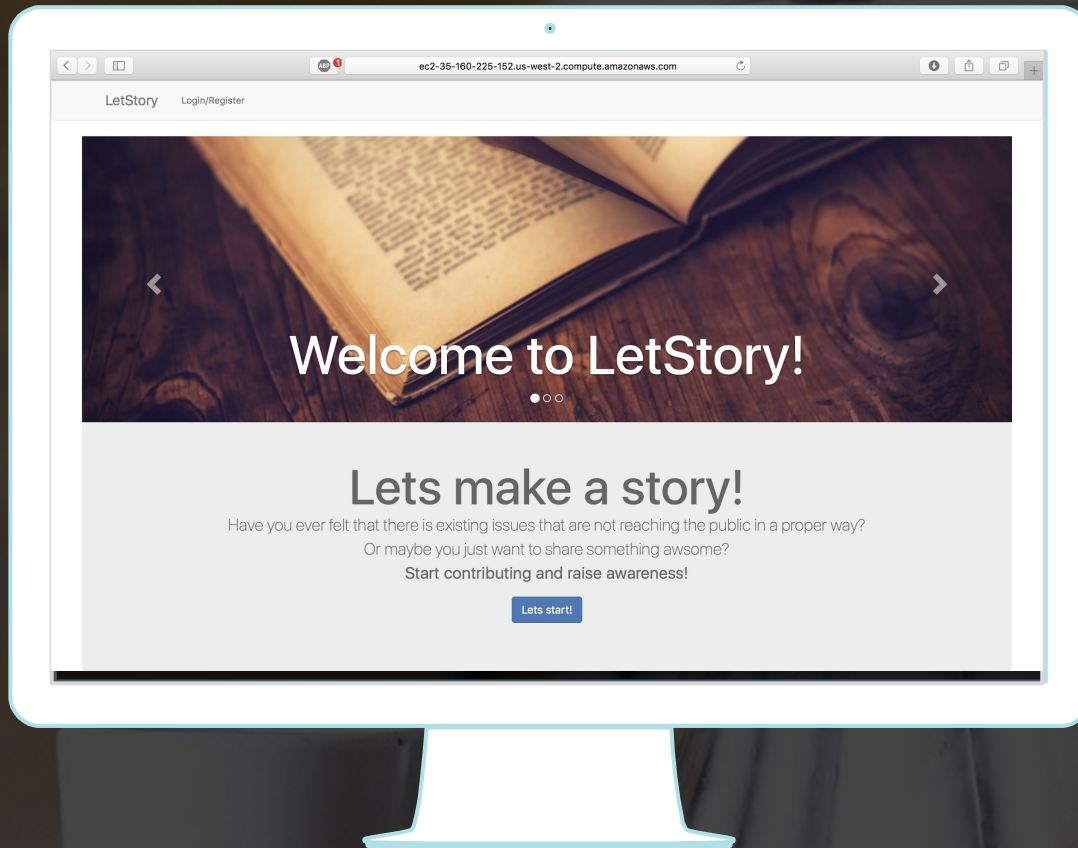 ABP 1 ec2-35-160-225-152.us-west-2.compute.amazonaws.com
LetStory Login/Register
Welcome to LetStory!
Lets make a story!
Have you ever felt that there is existing issues that are not reaching the public in a proper way?
Or maybe you just want to share something awsome?
Start contributing and raise awareness!
Lets start!